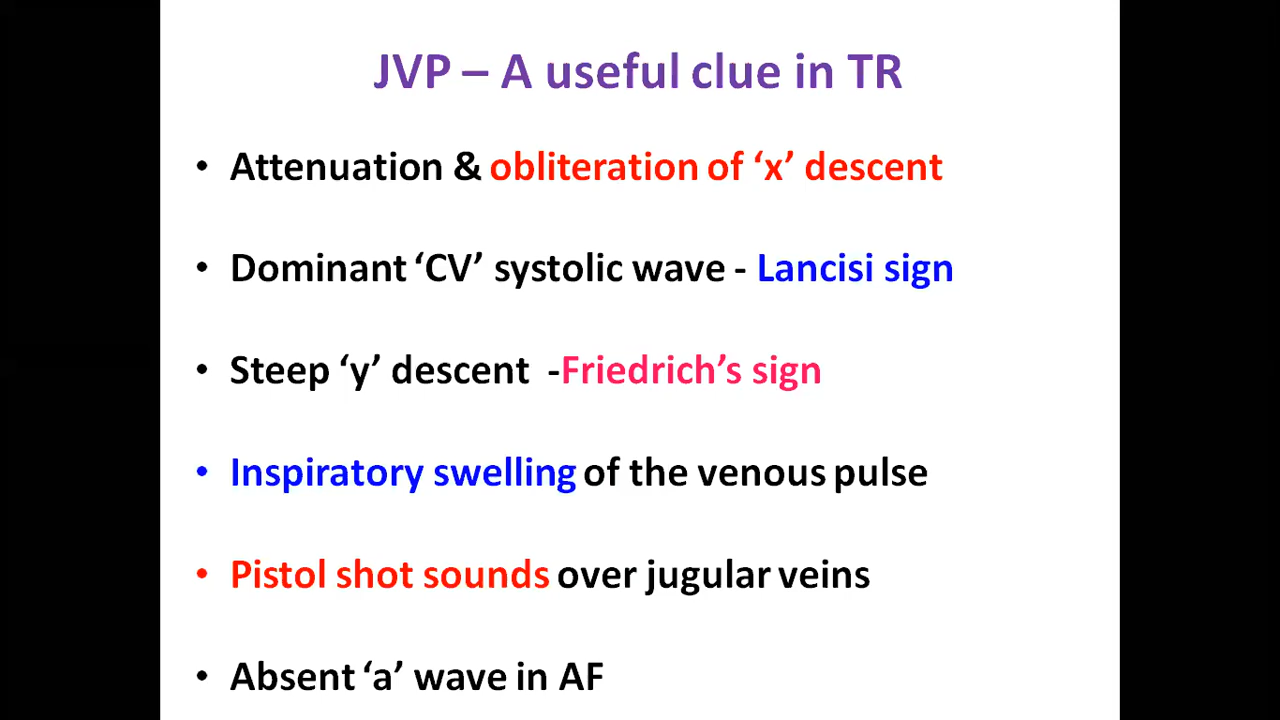 JVP – A useful clue in TR
• Attenuation & obliteration of ‘x’ descent
• Dominant ‘CV’ systolic wave - Lancisi sign
• Steep ‘y’ descent -Friedrich’s sign
• Inspiratory swelling of the venous pulse
• Pistol shot sounds over jugular veins
• Absent ‘a’ wave in AF